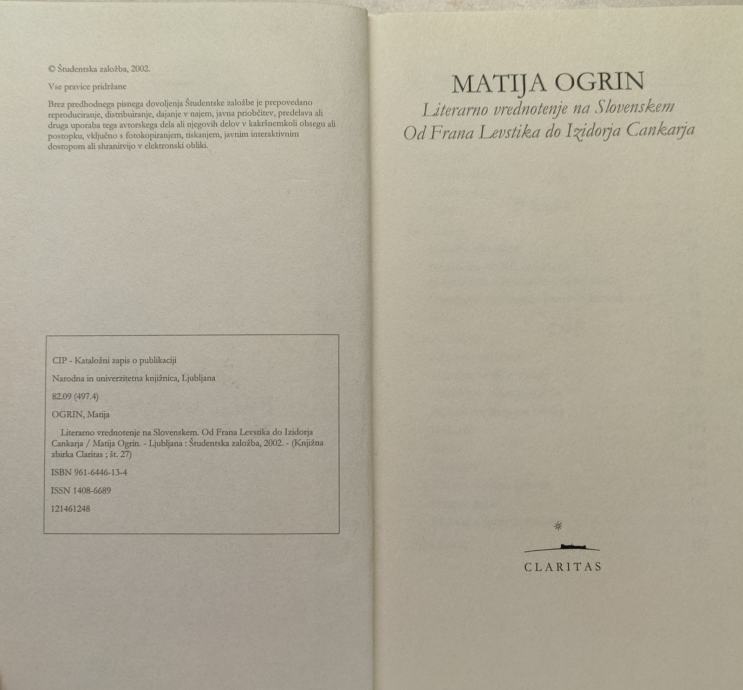 © Študentska založba, 2002.
Vse pravice pridržane
Brez predhodnega pisnega dovoljenja Študentske založbe je prepovedano
reproduciranje, distribuiranje, dajanje v najem, javna priobčitev, predelava ali
druga uporaba tega avtorskega dela ali njegovih delov v kakršnemkoli obsegu ali
postopku, vključno s fotokopiranjem, tiskanjem, javnim interaktivnim
dostopom ali shranitvijo v elektronski obliki.
CIP - Kataložni zapis o publikaciji
Narodna in univerzitetna knjižnica, Ljubljana
82.09 (497.4)
OGRIN, Matija
Literarno vrednotenje na Slovenskem. Od Frana Levstika do Izidorja
Cankarja / Matija Ogrin. - Ljubljana : Študentska založba, 2002. - (Knjižna
zbirka Claritas ; št. 27)
ISBN 961-6446-13-4
ISSN 1408-6689
121461248
MATIJA OGRIN
Literarno vrednotenje na Slovenskem
Od Frana Levstika do Izidorja Cankarja
CLARITAS